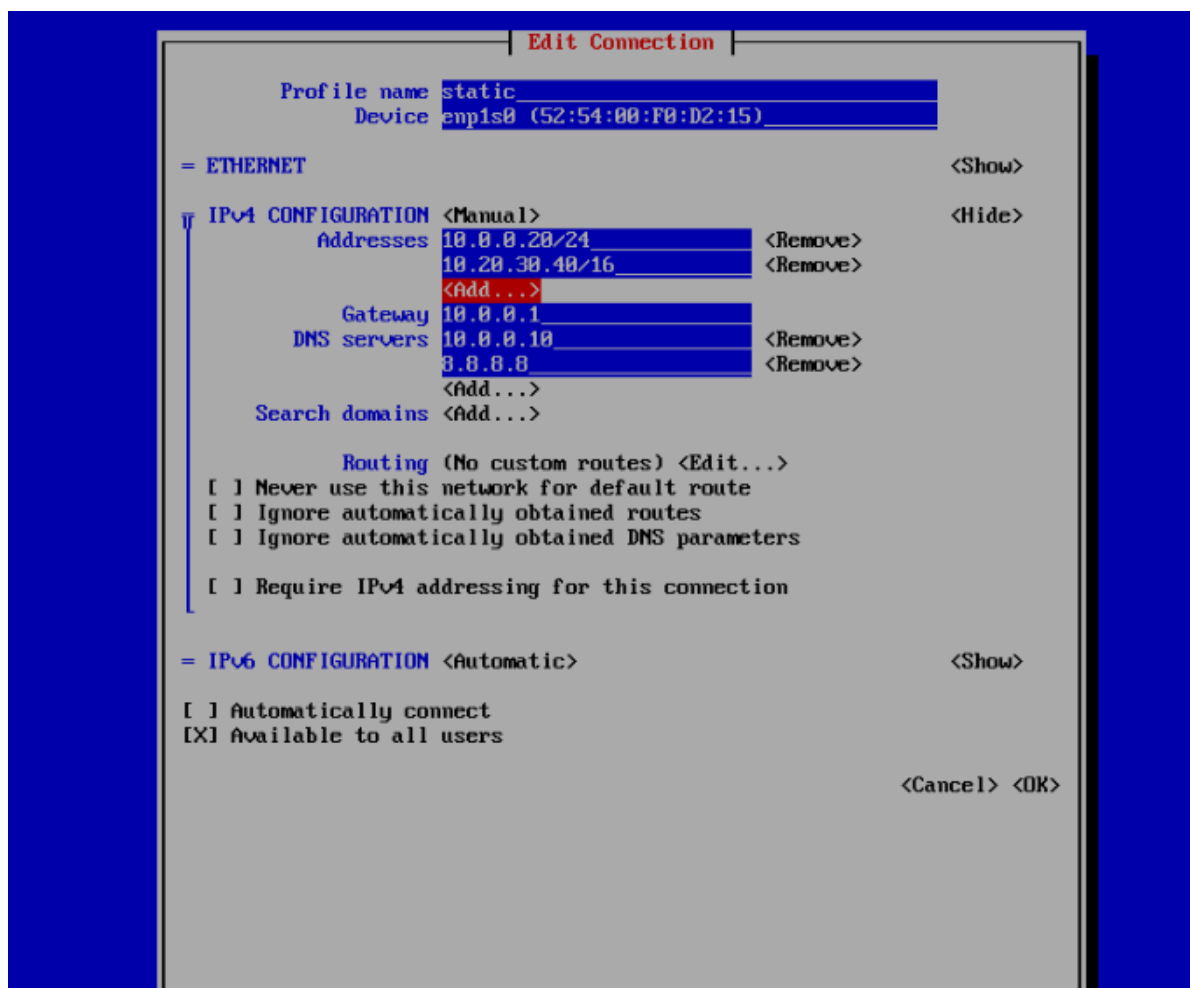 Edit Connection
Profile name static
Device enp1s0 (52:54:00:F0:D2:15)
= ETHERNET <Show>
IPv4 CONFIGURATION <Manual> <Hide>
Addresses 10.0.0.20/24 <Remove>
10.20.30.40/16 <Remove>
<Add...>
Gateway 10.0.0.1
DNS servers 10.0.0.10 <Remove>
8.8.8.8 <Remove>
<Add...>
Search domains <Add...>
Routing (No custom routes) <Edit...>
[ ] Never use this network for default route
[ ] Ignore automatically obtained routes
[ ] Ignore automatically obtained DNS parameters
[ ] Require IPv4 addressing for this connection
= IPv6 CONFIGURATION <Automatic> <Show>
[ ] Automatically connect
[X] Available to all users
<Cancel> <OK>